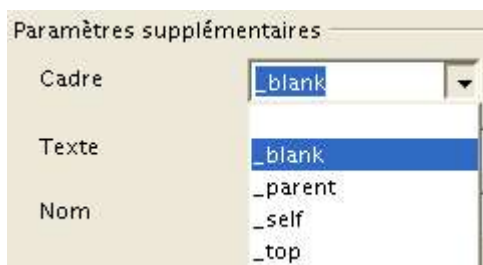 Paramètres supplémentaires
Cadre
_blank
_blank
Texte
_parent
Nom
_self
_top